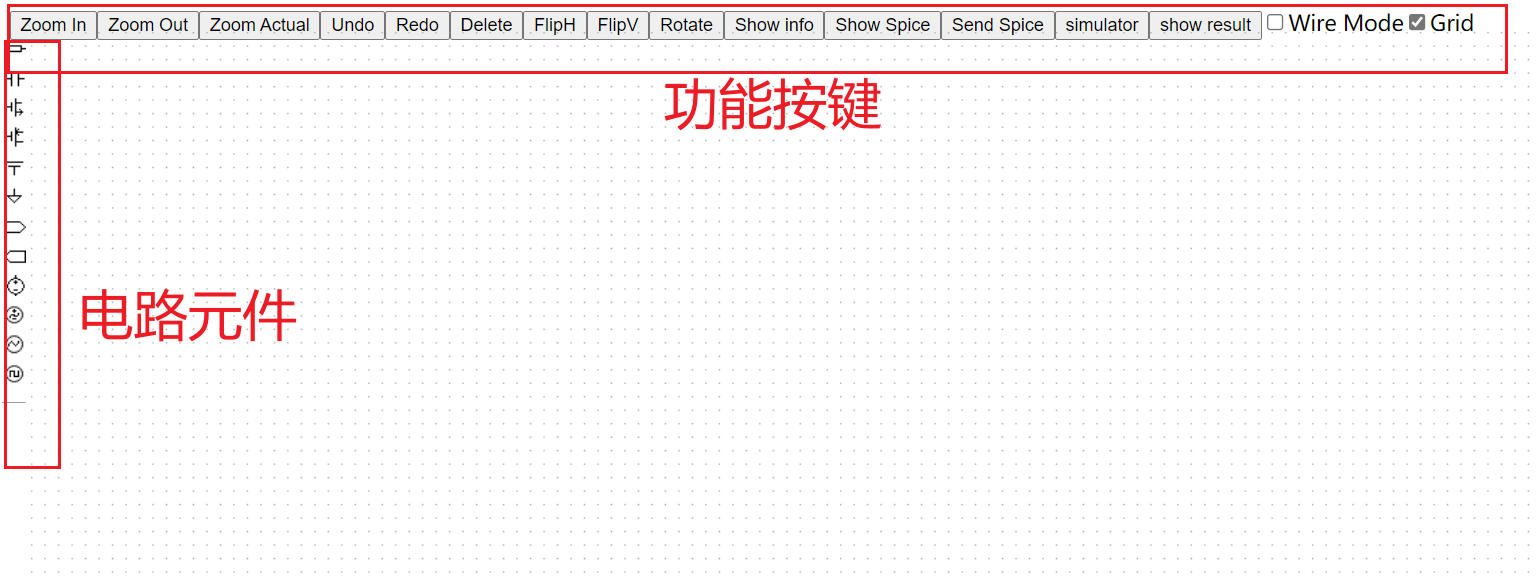 Zoom In Zoom Out Zoom Actual Undo Redo Delete FlipH FlipV Rotate Show info Show Spice Send Spice simulator show result Wire Mode Grid
功能按键
电路元件